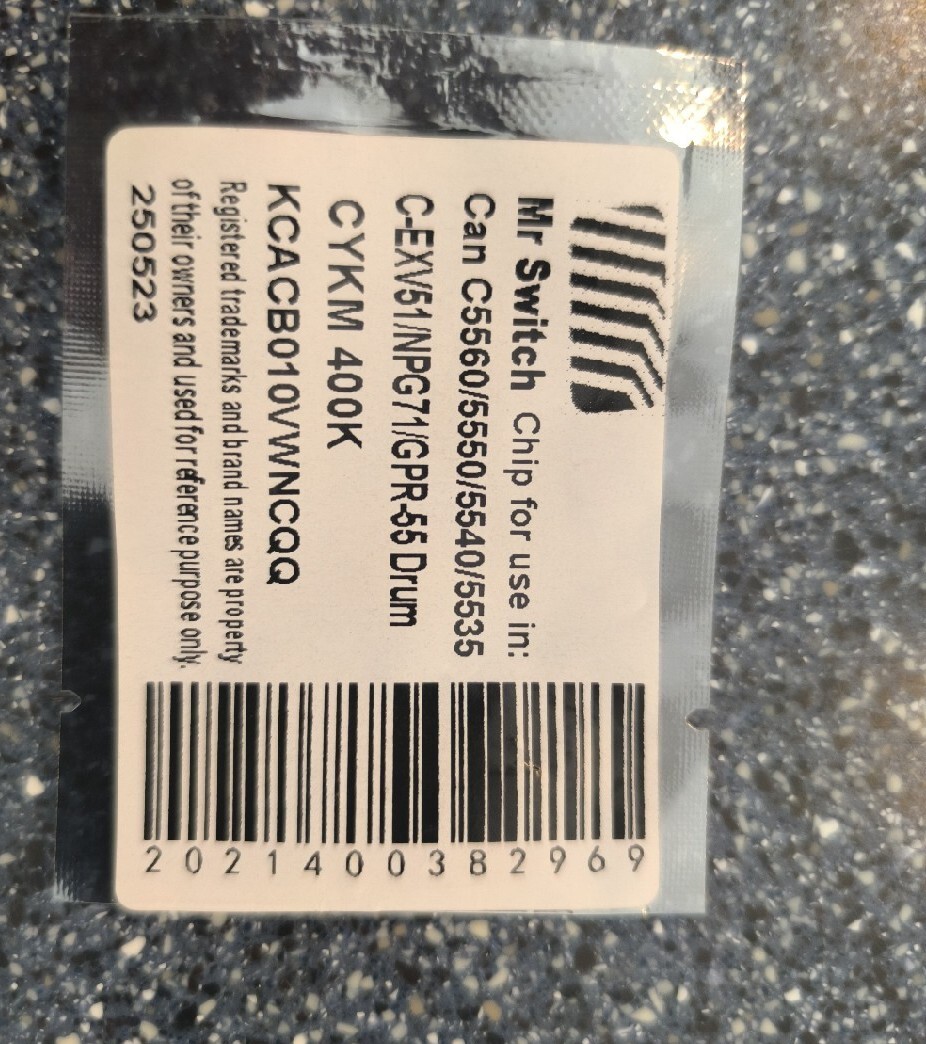 Mr Switch Chip for use in:
Can C5560/5550/5540/5535
C-EXV51/NPG71/GPR-55 Drum
CYKM 400K
KCACB010VWNCQQ
Registered trademarks and brand names are property
of their owners and used for reference purpose only.
250523
2021400382969